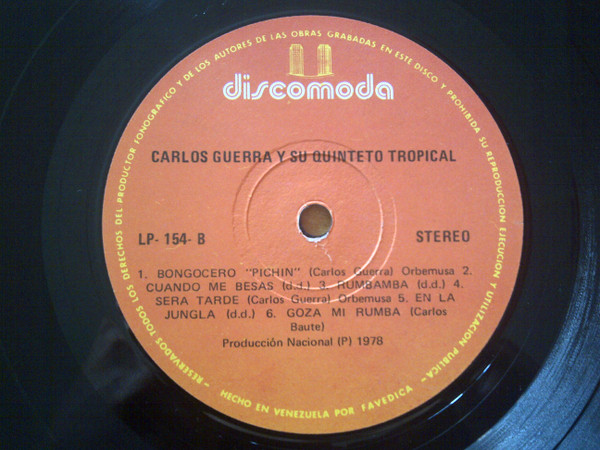 RESERVADOS TODOS LOS DERECHOS DEL PRODUCTOR FONOGRAFICO Y DE LOS AUTORES DE LAS OBRAS GRABADAS EN ESTE DISCO Y PROHIBIDA SU REPRODUCCION EJECUCION Y UTILIZACION PUBLICA
discomoda
CARLOS GUERRA Y SU QUINTETO TROPICAL
LP- 154- B
STEREO
1. BONGOCERO "PICHIN" (Carlos Guerra) Orbemusa 2.
CUANDO ME BESAS (d.d.) 3. RUMBAMBA (d.d.) 4.
SERA TARDE (Carlos Guerra) Orbemusa 5. EN LA
JUNGLA (d.d.) 6. GOZA MI RUMBA (Carlos
Baute)
Producción Nacional (P) 1978
HECHO EN VENEZUELA POR FAVEDICA